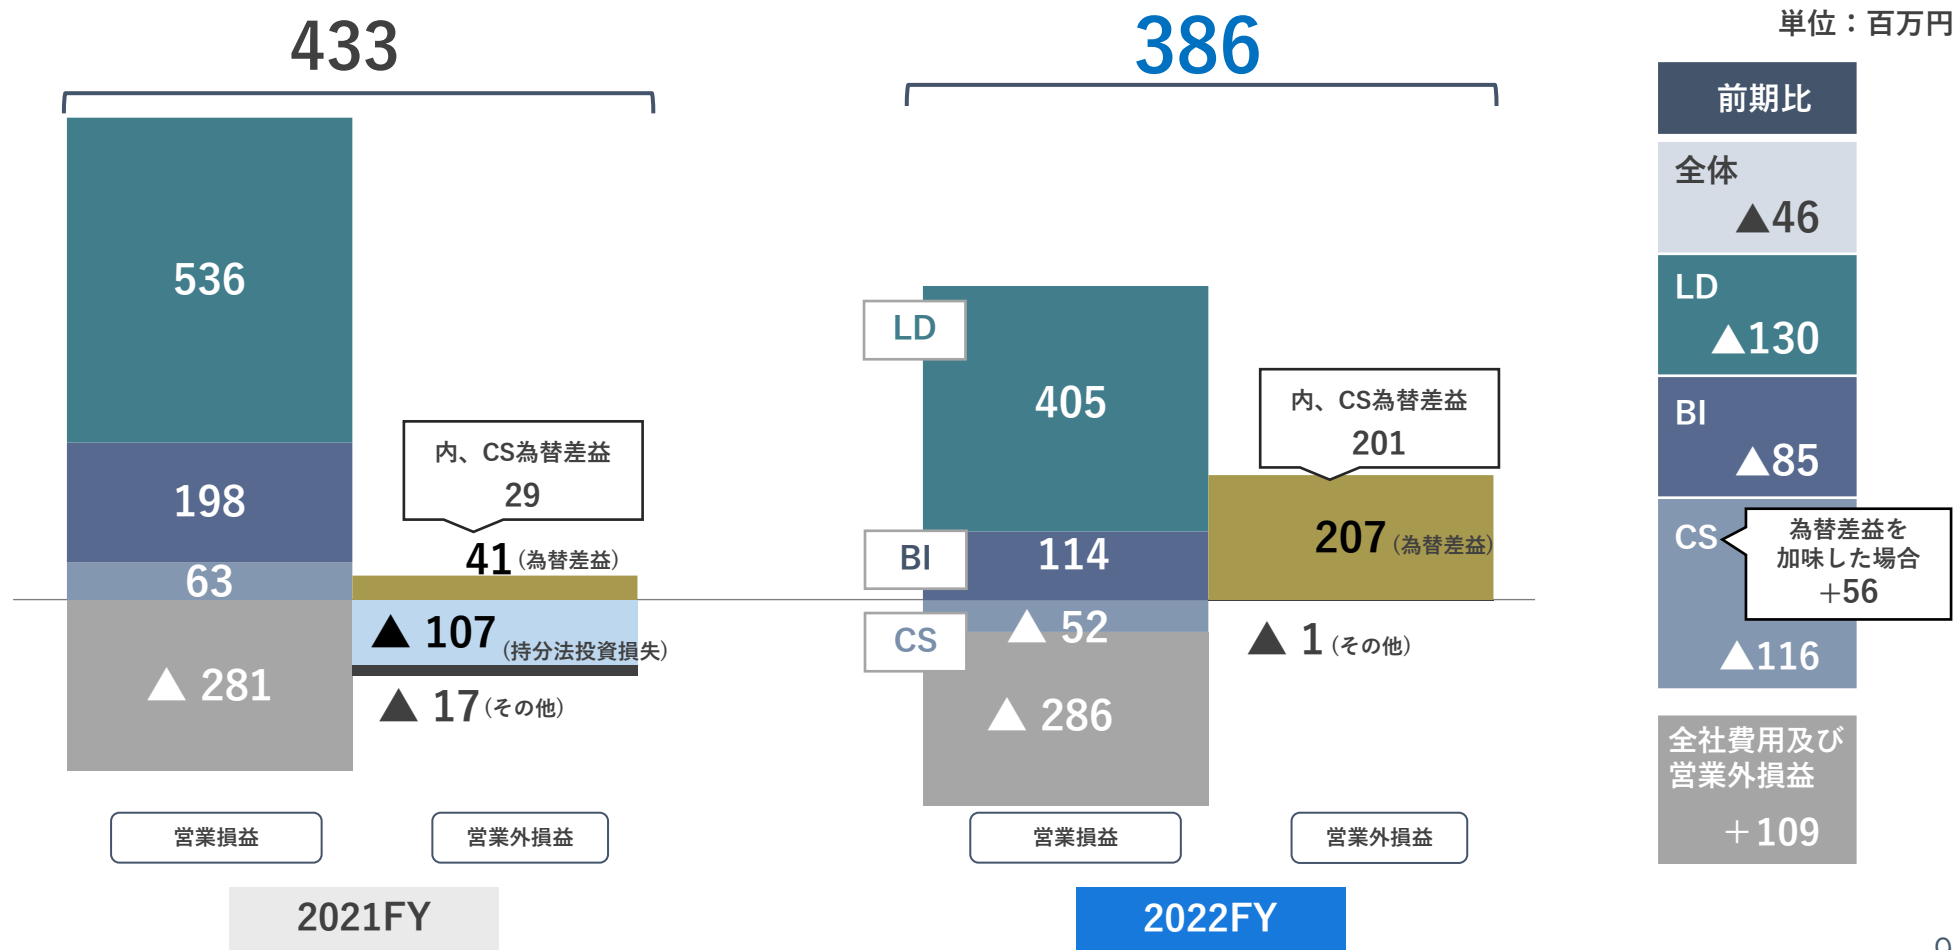 単位：百万円
433
536
198
63
▲ 281
内、CS為替差益
29
41 (為替差益)
▲ 107 (持分法投資損失)
▲ 17 (その他)
営業損益
営業外損益
2021FY
386
LD
405
BI
114
CS
▲ 52
▲ 286
内、CS為替差益
201
207 (為替差益)
▲ 1 (その他)
営業損益
営業外損益
2022FY
前期比
全体
▲46
LD
▲130
BI
▲85
CS
為替差益を
加味した場合
＋56
▲116
全社費用及び
営業外損益
＋109